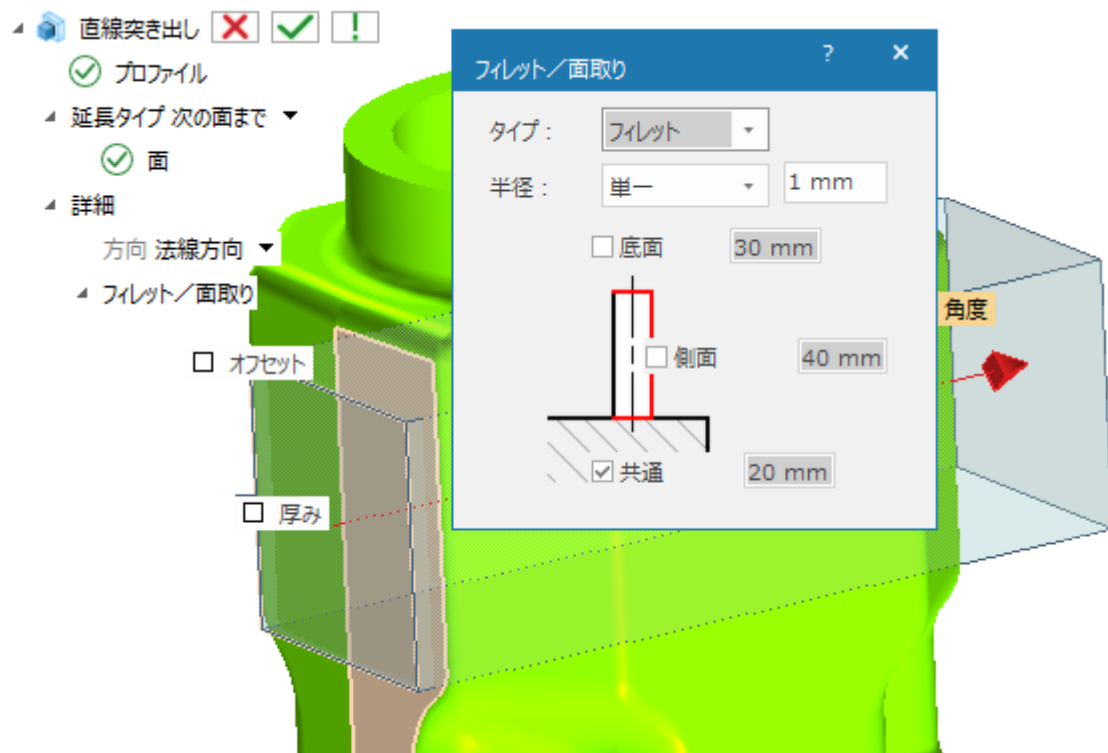 直線突き出し
プロファイル
延長タイプ 次の面まで
面
詳細
方向 法線方向
フィレット／面取り
オフセット
厚み
フィレット／面取り ?
タイプ : フィレット
半径 : 単一 1 mm
底面 30 mm
側面 40 mm
共通 20 mm
角度